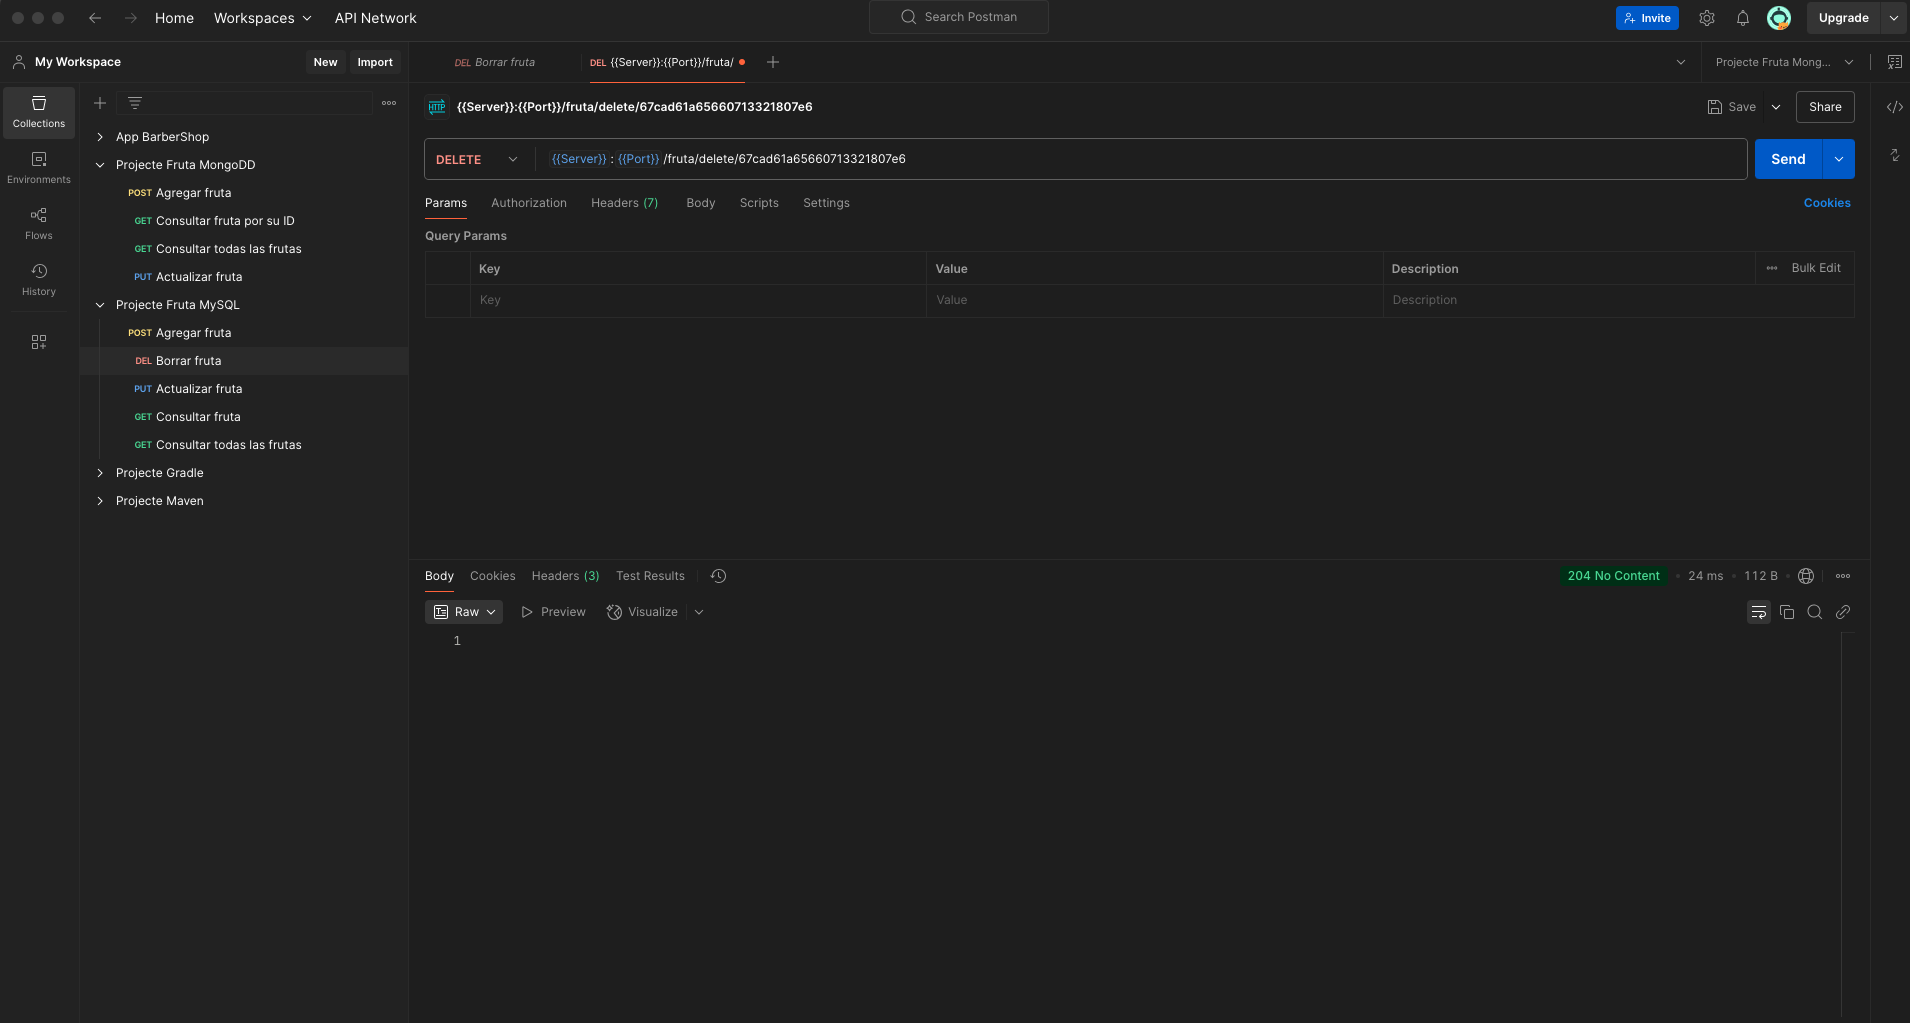 Home Workspaces API Network Search Postman Invite Upgrade
My Workspace New Import DEL Borrar fruta DEL {{Server}}:{{Port}}/fruta/ Projecte Fruta Mong...
Collections
Environments
Flows
History
App BarberShop
Projecte Fruta MongoDD
POST Agregar fruta
GET Consultar fruta por su ID
GET Consultar todas las frutas
PUT Actualizar fruta
Projecte Fruta MySQL
POST Agregar fruta
DEL Borrar fruta
PUT Actualizar fruta
GET Consultar fruta
GET Consultar todas las frutas
Projecte Gradle
Projecte Maven
HTTP {{Server}}:{{Port}}/fruta/delete/67cad61a65660713321807e6 Save Share </>
DELETE {{Server}} : {{Port}} /fruta/delete/67cad61a65660713321807e6 Send
Params Authorization Headers (7) Body Scripts Settings Cookies
Query Params
Key Value Description Bulk Edit
Key Value Description
Body Cookies Headers (3) Test Results 204 No Content 24 ms 112 B
Raw Preview Visualize
1